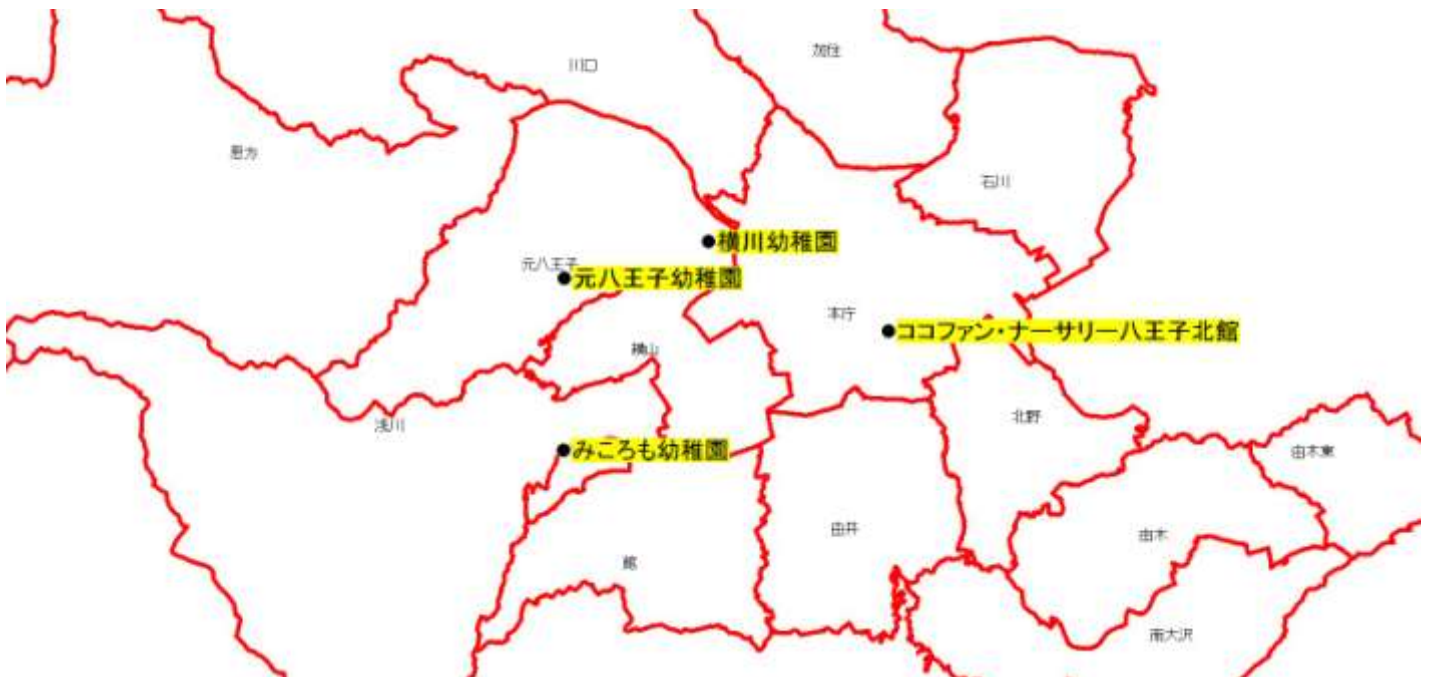 加住
川口
恩方
石川
横川幼稚園
元八王子
元八王子幼稚園
本庁
ココファン・ナーサリー八王子北館
横山
北野
浅川
みころも幼稚園
由木東
由井
由木
館
南大沢